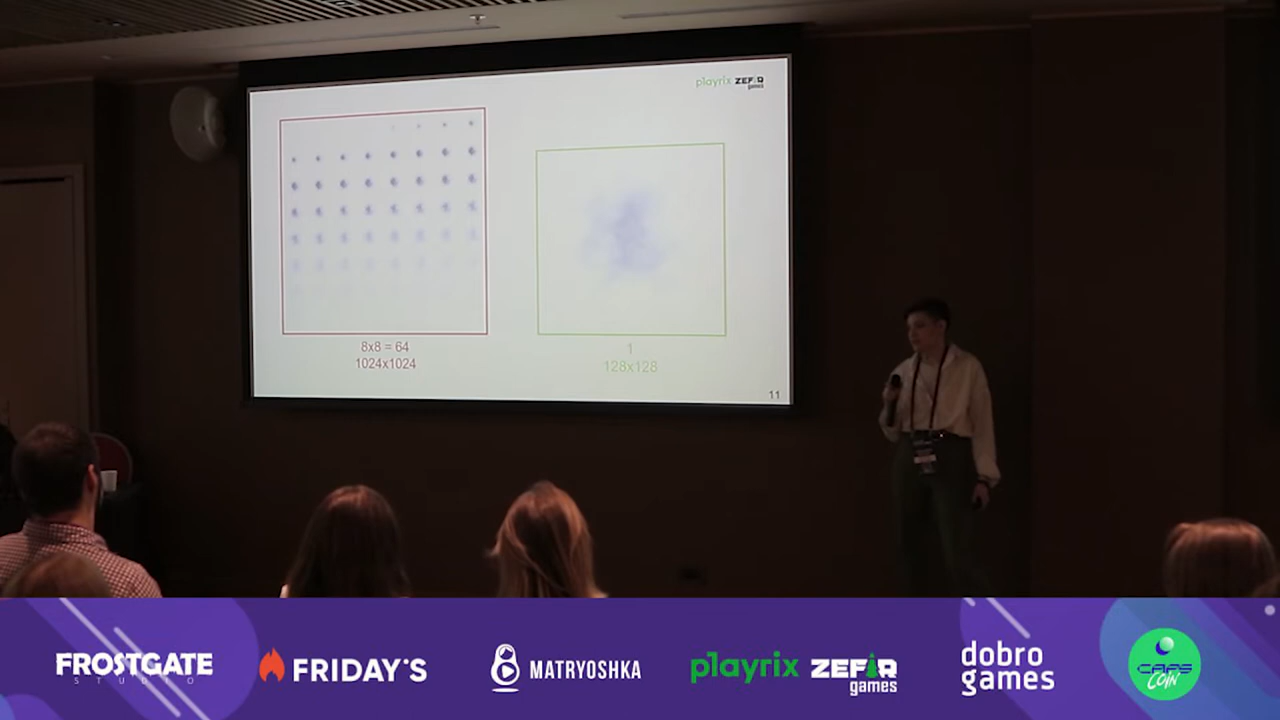 playrix ZEFIR
games
8x8 = 64
1024x1024
1
128x128
11
FROSTGATE
STUDIO
FRIDAY'S
MATRYOSHKA
playrix ZEFIR
games
dobro
games
CAPS
COIN